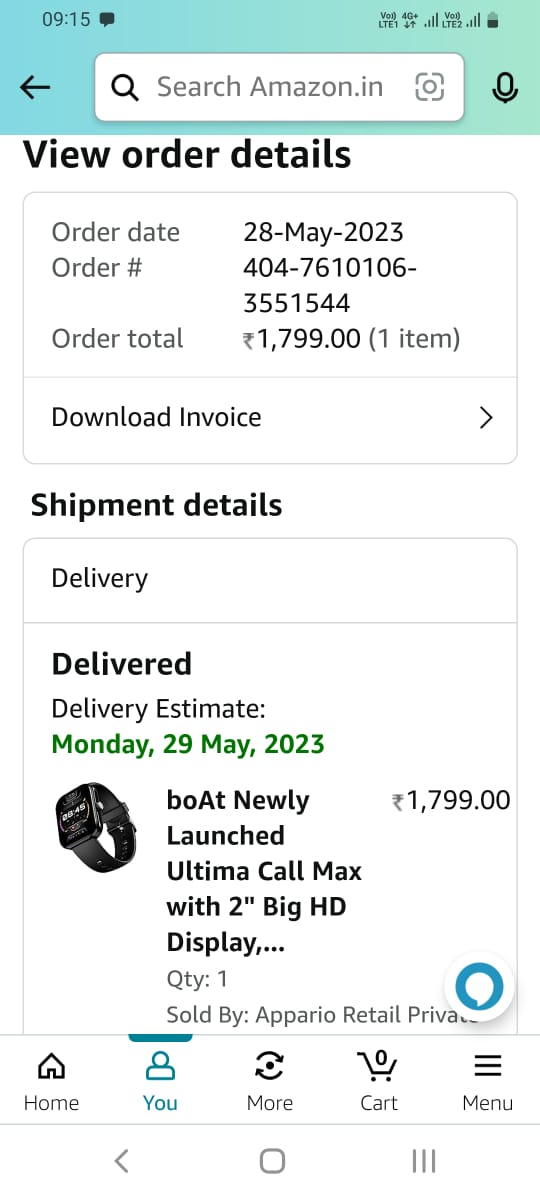 09:15
Vo)) LTE1 4G+ Vo)) LTE2
Search Amazon.in
View order details
Order date 28-May-2023
Order # 404-7610106-
3551544
Order total ₹1,799.00 (1 item)
Download Invoice
Shipment details
Delivery
Delivered
Delivery Estimate:
Monday, 29 May, 2023
boAt Newly ₹1,799.00
Launched
Ultima Call Max
with 2" Big HD
Display,...
Qty: 1
Sold By: Appario Retail Private
08:45
Home You More 0 Cart Menu